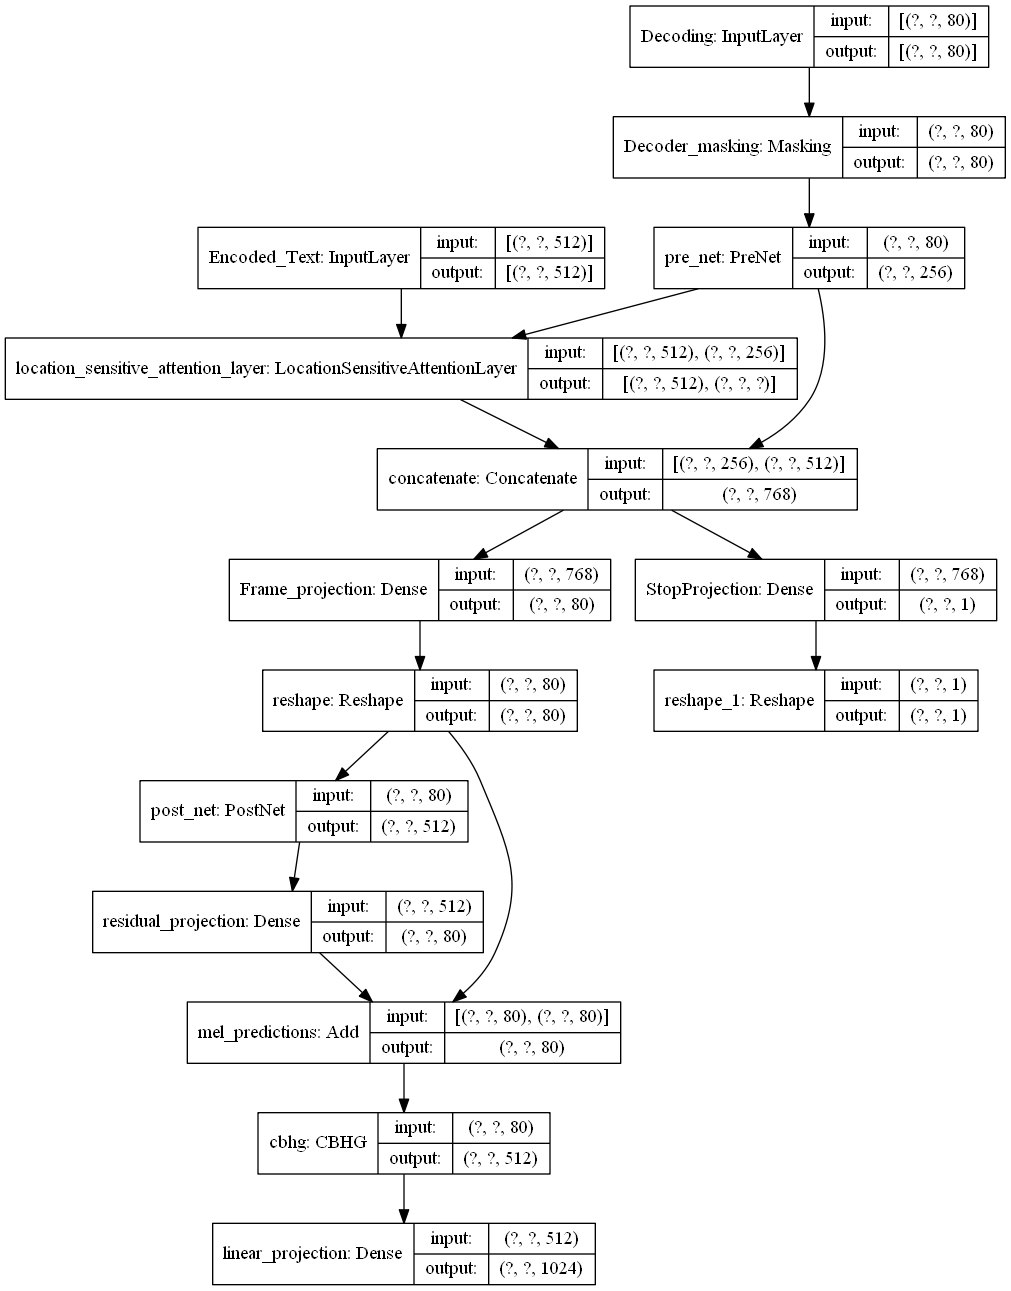 Decoding: InputLayer
input: [(?, ?, 80)]
output: [(?, ?, 80)]
Decoder_masking: Masking
input: (?, ?, 80)
output: (?, ?, 80)
Encoded_Text: InputLayer
input: [(?, ?, 512)]
output: [(?, ?, 512)]
pre_net: PreNet
input: (?, ?, 80)
output: (?, ?, 256)
location_sensitive_attention_layer: LocationSensitiveAttentionLayer
input: [(?, ?, 512), (?, ?, 256)]
output: [(?, ?, 512), (?, ?, ?)]
concatenate: Concatenate
input: [(?, ?, 256), (?, ?, 512)]
output: (?, ?, 768)
Frame_projection: Dense
input: (?, ?, 768)
output: (?, ?, 80)
StopProjection: Dense
input: (?, ?, 768)
output: (?, ?, 1)
reshape: Reshape
input: (?, ?, 80)
output: (?, ?, 80)
reshape_1: Reshape
input: (?, ?, 1)
output: (?, ?, 1)
post_net: PostNet
input: (?, ?, 80)
output: (?, ?, 512)
residual_projection: Dense
input: (?, ?, 512)
output: (?, ?, 80)
mel_predictions: Add
input: [(?, ?, 80), (?, ?, 80)]
output: (?, ?, 80)
cbhg: CBHG
input: (?, ?, 80)
output: (?, ?, 512)
linear_projection: Dense
input: (?, ?, 512)
output: (?, ?, 1024)